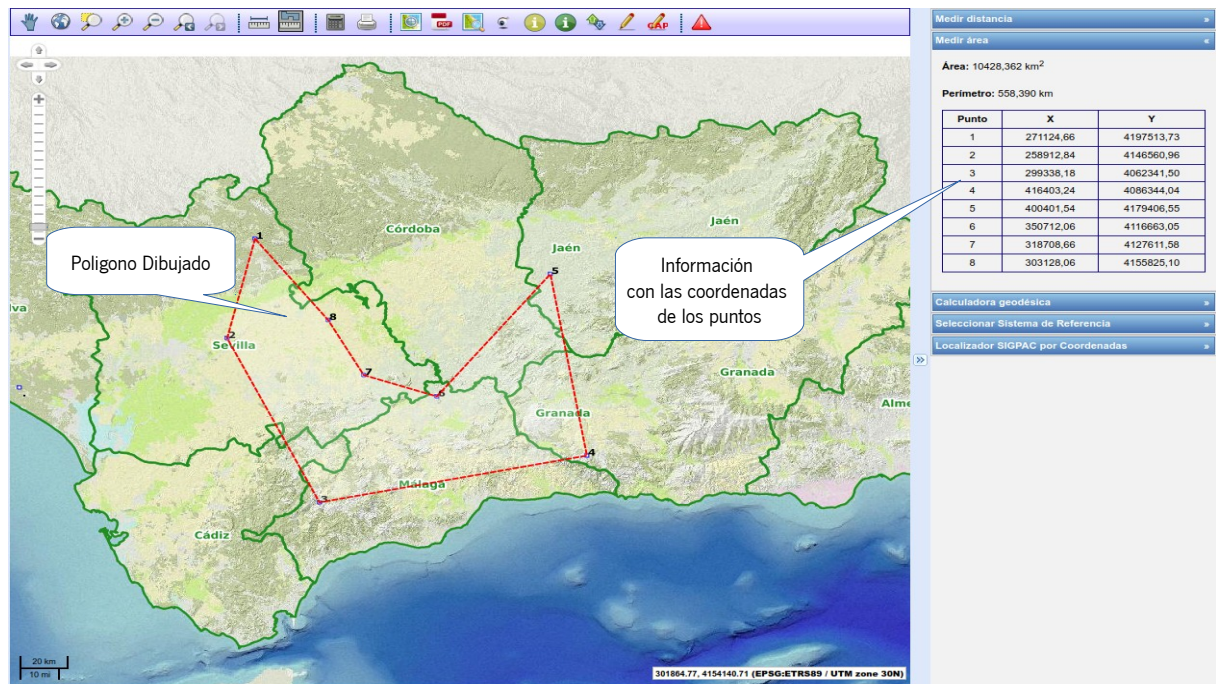 PDF
CAP
Medir distancia
Medir área
Área: 10428,362 km2
Perímetro: 558,390 km
Punto X Y
1 271124,66 4197513,73
2 258912,84 4146560,96
3 299338,18 4062341,50
4 416403,24 4086344,04
5 400401,54 4179406,55
6 350712,06 4116663,05
7 318708,66 4127611,58
8 303128,06 4155825,10
Calculadora geodésica
Seleccionar Sistema de Referencia
Localizador SIGPAC por Coordenadas
Poligono Dibujado
Información
con las coordenadas
de los puntos
Córdoba
Jaén
Jaén
1
5
8
lva
2
Sevilla
7
Granada
6
Alme
Granada
4
Málaga
3
Cádiz
20 km
10 mi
301864.77, 4154140.71 (EPSG:ETRS89 / UTM zone 30N)